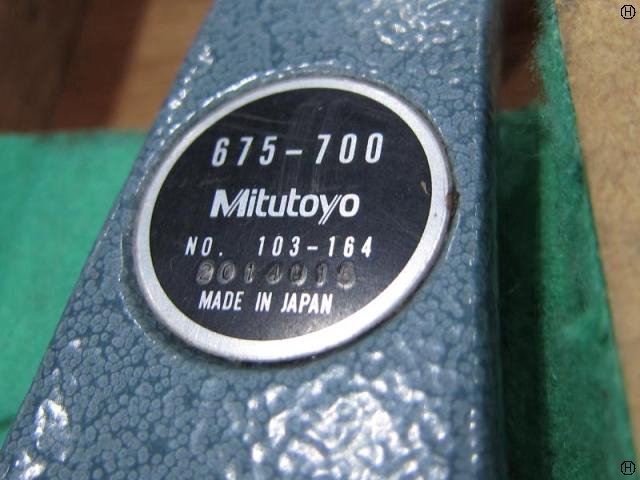 675-700
Mitutoyo
NO. 103-164
MADE IN JAPAN
H
H